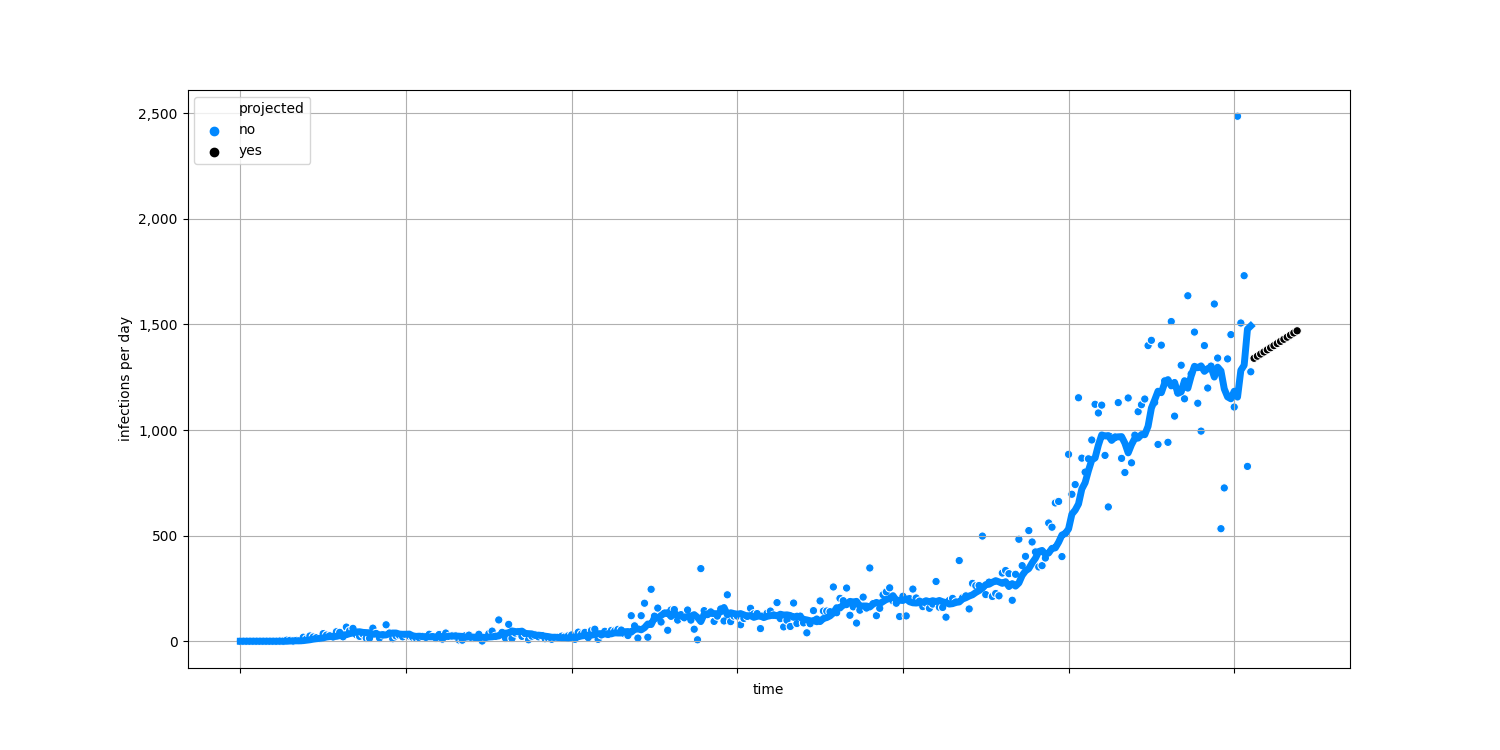 projected
no
yes
2,500
2,000
1,500
1,000
500
0
infections per day
time